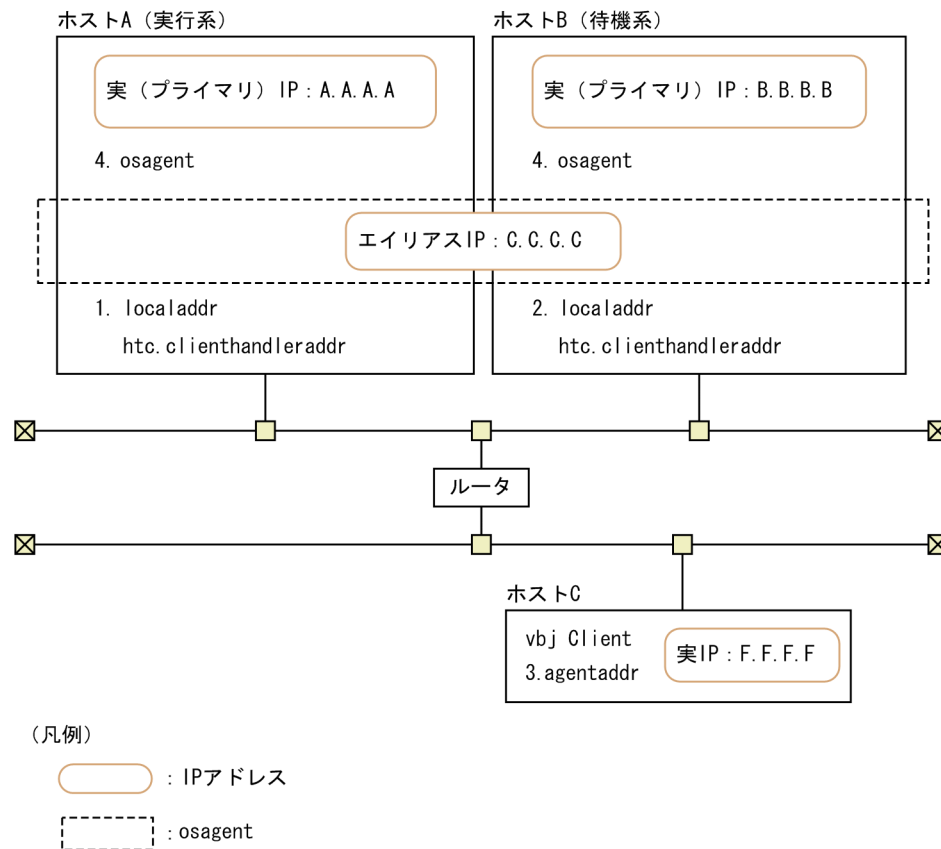 ホストA（実行系）
実（プライマリ）IP：A.A.A.A
4. osagent
ホストB（待機系）
実（プライマリ）IP：B.B.B.B
4. osagent
エイリアスIP：C.C.C.C
1. localaddr
htc.clienthandleraddr
2. localaddr
htc.clienthandleraddr
ルータ
ホストC
vbj Client
3.agentaddr
実IP：F.F.F.F
（凡例）
：IPアドレス
：osagent